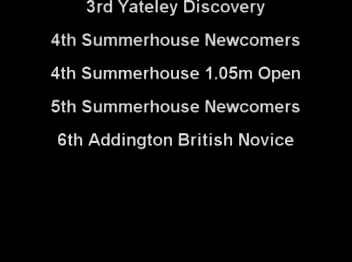 3rd Yateley Discovery
4th Summerhouse Newcomers
4th Summerhouse 1.05m Open
5th Summerhouse Newcomers
6th Addington British Novice